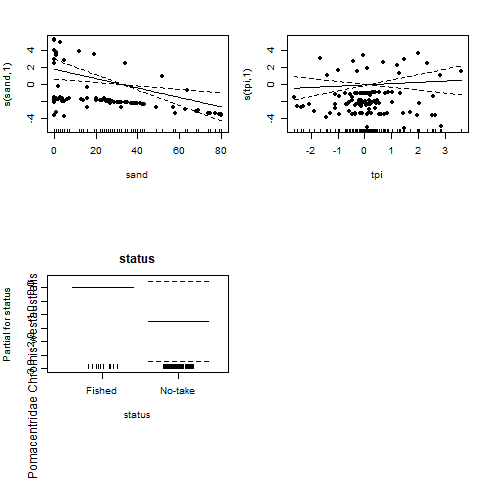 s(sand,1)
4
2
0
-2
-4
0 20 40 60 80
sand
s(tpi,1)
4
2
0
-2
-4
-2 -1 0 1 2 3
tpi
status
Partial for status
Pomacentridae Chromis westaustralis
Fished No-take
status